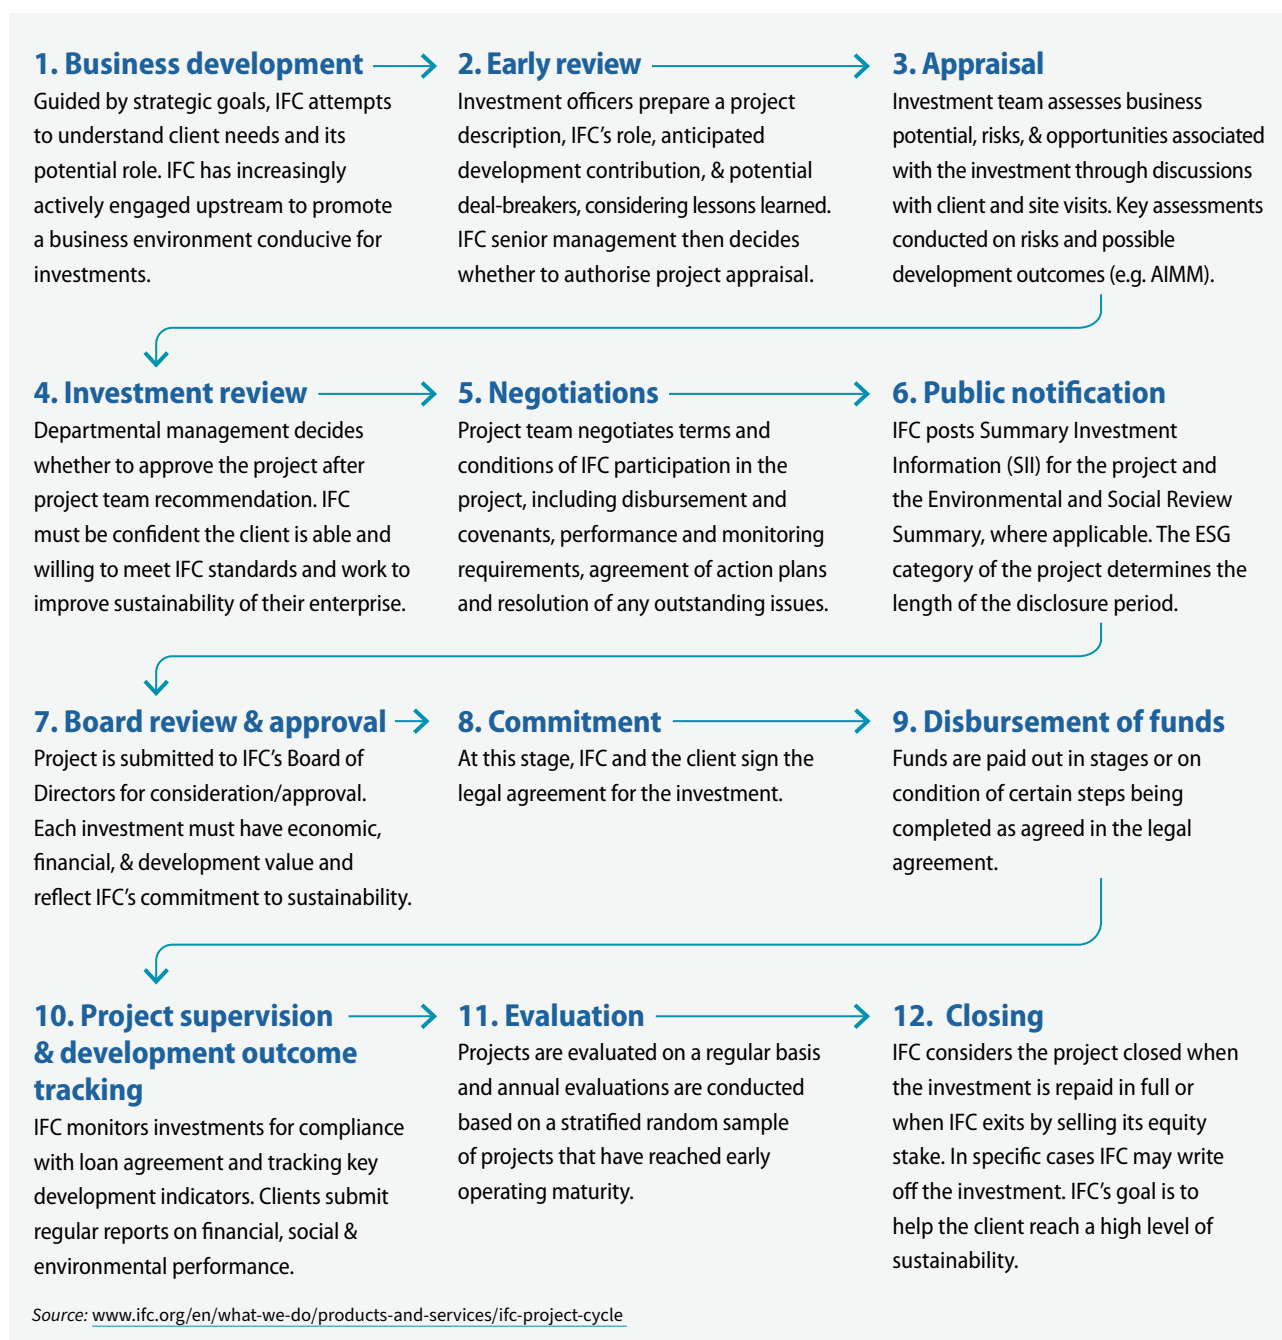 1. Business development
Guided by strategic goals, IFC attempts
to understand client needs and its
potential role. IFC has increasingly
actively engaged upstream to promote
a business environment conducive for
investments.
2. Early review
Investment officers prepare a project
description, IFC’s role, anticipated
development contribution, & potential
deal-breakers, considering lessons learned.
IFC senior management then decides
whether to authorise project appraisal.
3. Appraisal
Investment team assesses business
potential, risks, & opportunities associated
with the investment through discussions
with client and site visits. Key assessments
conducted on risks and possible
development outcomes (e.g. AIMM).
4. Investment review
Departmental management decides
whether to approve the project after
project team recommendation. IFC
must be confident the client is able and
willing to meet IFC standards and work to
improve sustainability of their enterprise.
5. Negotiations
Project team negotiates terms and
conditions of IFC participation in the
project, including disbursement and
covenants, performance and monitoring
requirements, agreement of action plans
and resolution of any outstanding issues.
6. Public notification
IFC posts Summary Investment
Information (SII) for the project and
the Environmental and Social Review
Summary, where applicable. The ESG
category of the project determines the
length of the disclosure period.
7. Board review & approval
Project is submitted to IFC’s Board of
Directors for consideration/approval.
Each investment must have economic,
financial, & development value and
reflect IFC’s commitment to sustainability.
8. Commitment
At this stage, IFC and the client sign the
legal agreement for the investment.
9. Disbursement of funds
Funds are paid out in stages or on
condition of certain steps being
completed as agreed in the legal
agreement.
10. Project supervision
& development outcome
tracking
IFC monitors investments for compliance
with loan agreement and tracking key
development indicators. Clients submit
regular reports on financial, social &
environmental performance.
11. Evaluation
Projects are evaluated on a regular basis
and annual evaluations are conducted
based on a stratified random sample
of projects that have reached early
operating maturity.
12. Closing
IFC considers the project closed when
the investment is repaid in full or
when IFC exits by selling its equity
stake. In specific cases IFC may write
off the investment. IFC’s goal is to
help the client reach a high level of
sustainability.
Source: www.ifc.org/en/what-we-do/products-and-services/ifc-project-cycle